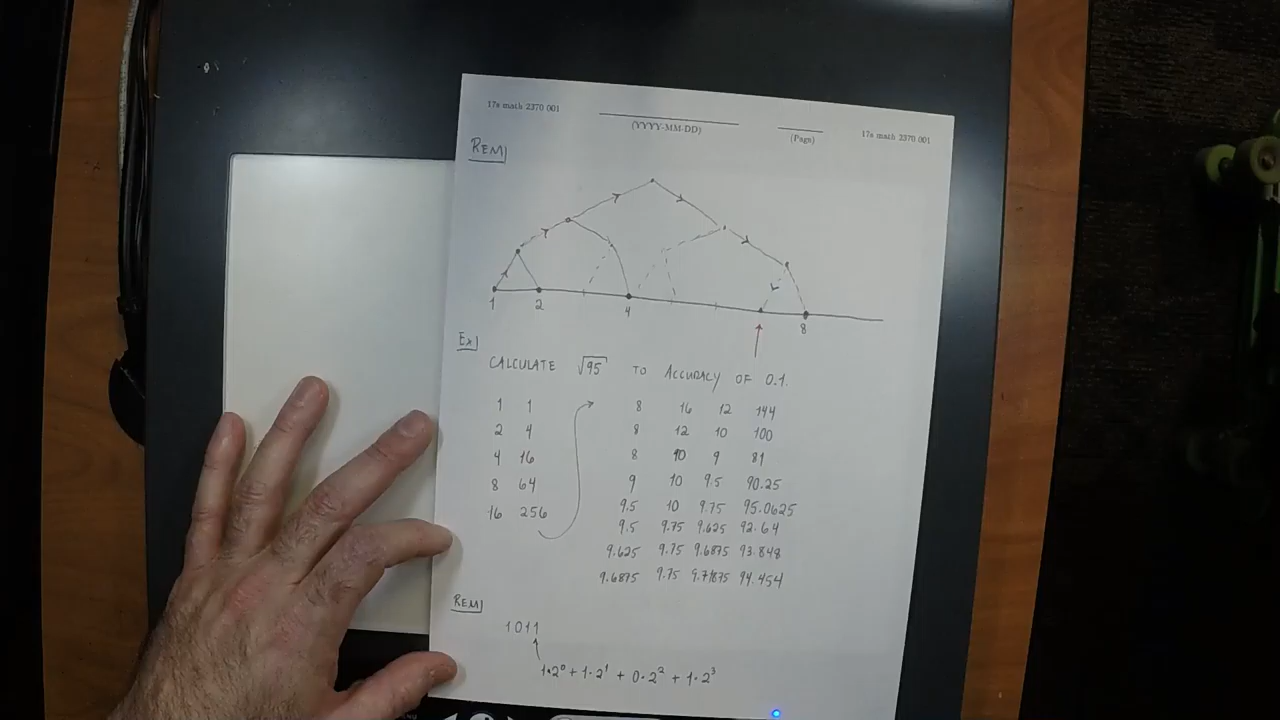 17s math 2370 001 (YYYY-MM-DD) (Page) 17s math 2370 001
REM
1 2 4 8
Ex
CALCULATE √95 TO ACCURACY OF 0.1.
1 1
2 4
4 16
8 64
16 256
8 16 12 144
8 12 10 100
8 10 9 81
9 10 9.5 90.25
9.5 10 9.75 95.0625
9.5 9.75 9.625 92.64
9.625 9.75 9.6875 93.848
9.6875 9.75 9.71875 94.454
REM
1011
1·2⁰ + 1·2¹ + 0·2² + 1·2³